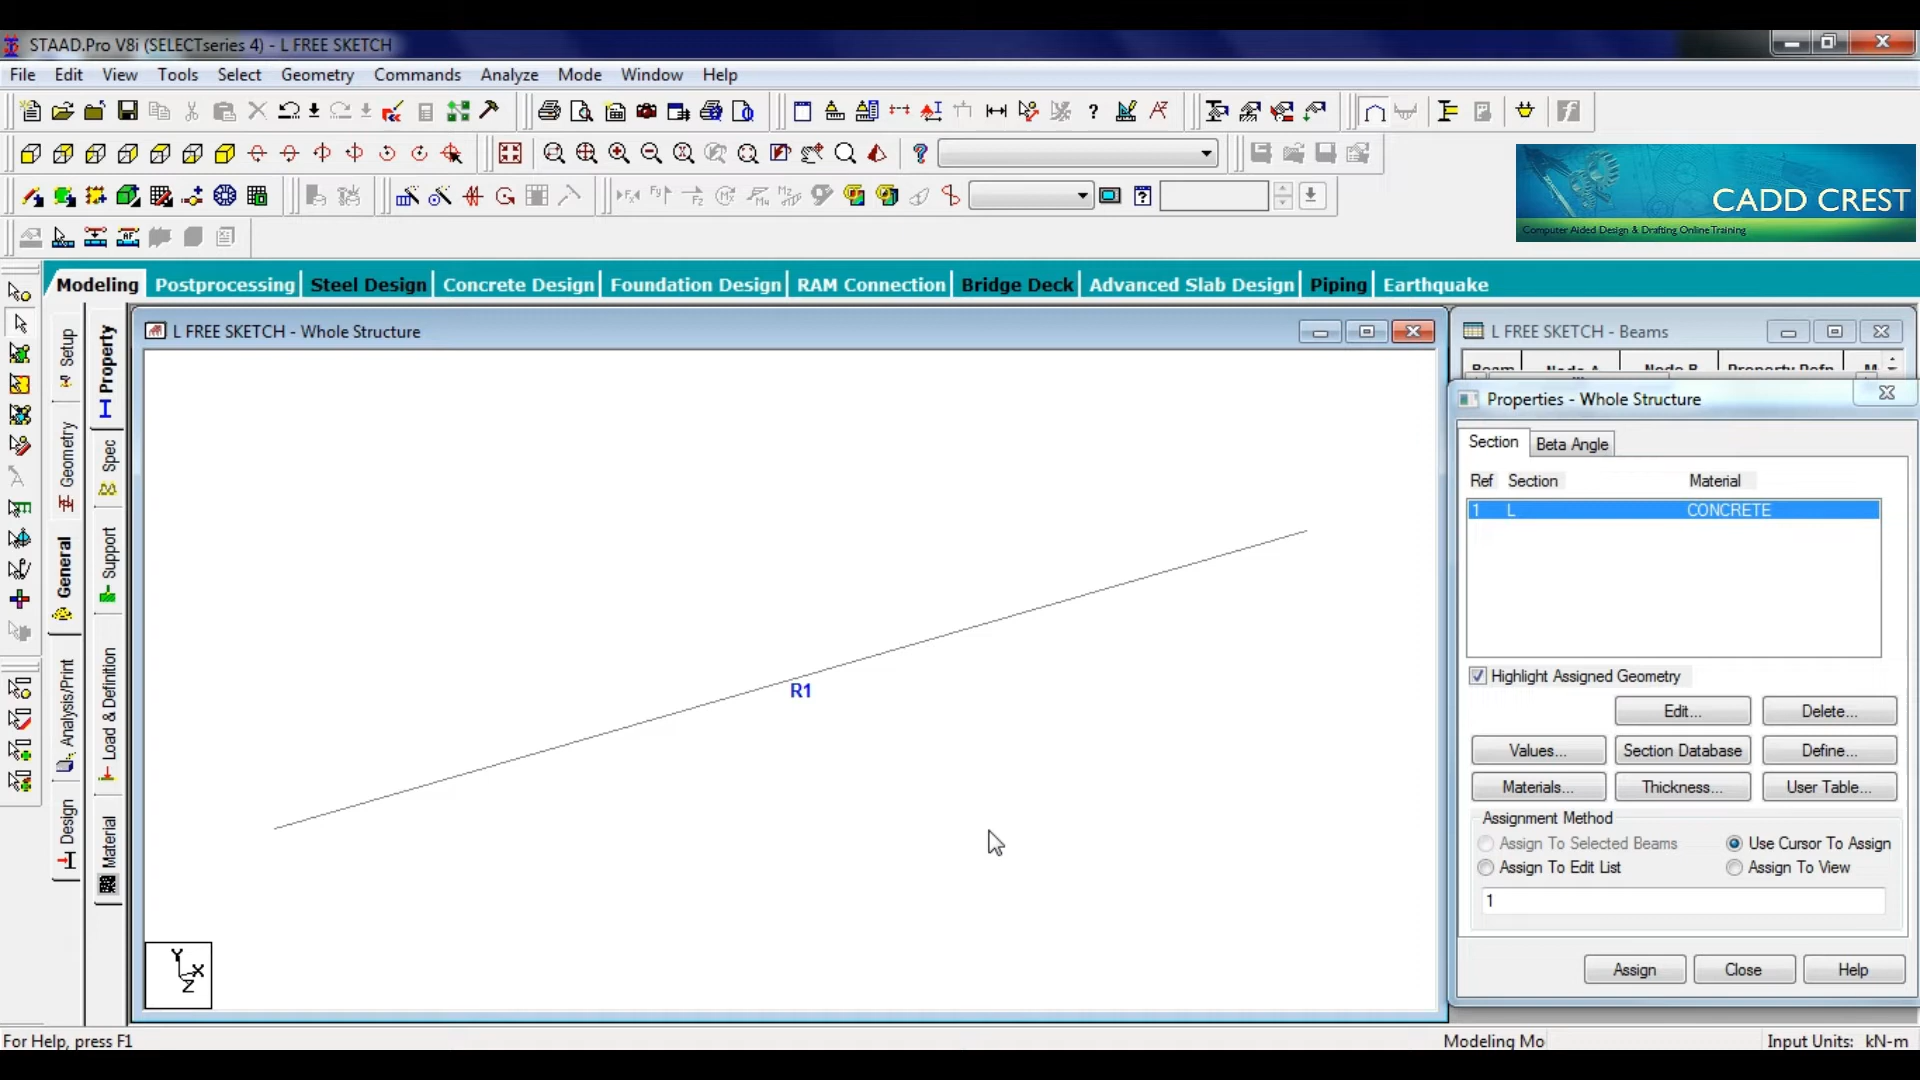 STAAD.Pro V8i (SELECTseries 4) - L FREE SKETCH
File Edit View Tools Select Geometry Commands Analyze Mode Window Help
CADD CREST
Computer Aided Design & Drafting Online Training
Modeling Postprocessing Steel Design Concrete Design Foundation Design RAM Connection Bridge Deck Advanced Slab Design Piping Earthquake
Setup
Geometry
General
Analysis/Print
Design
Property
Spec
Support
Load & Definition
Material
L FREE SKETCH - Whole Structure
R1
Y
X
Z
L FREE SKETCH - Beams
Beam Node A Node B Property Refn
Properties - Whole Structure
Section Beta Angle
Ref Section Material
1 L CONCRETE
Highlight Assigned Geometry
Edit... Delete...
Values... Section Database Define...
Materials... Thickness... User Table...
Assignment Method
Assign To Selected Beams Use Cursor To Assign
Assign To Edit List Assign To View
1
Assign Close Help
For Help, press F1
Modeling Mo
Input Units: kN-m